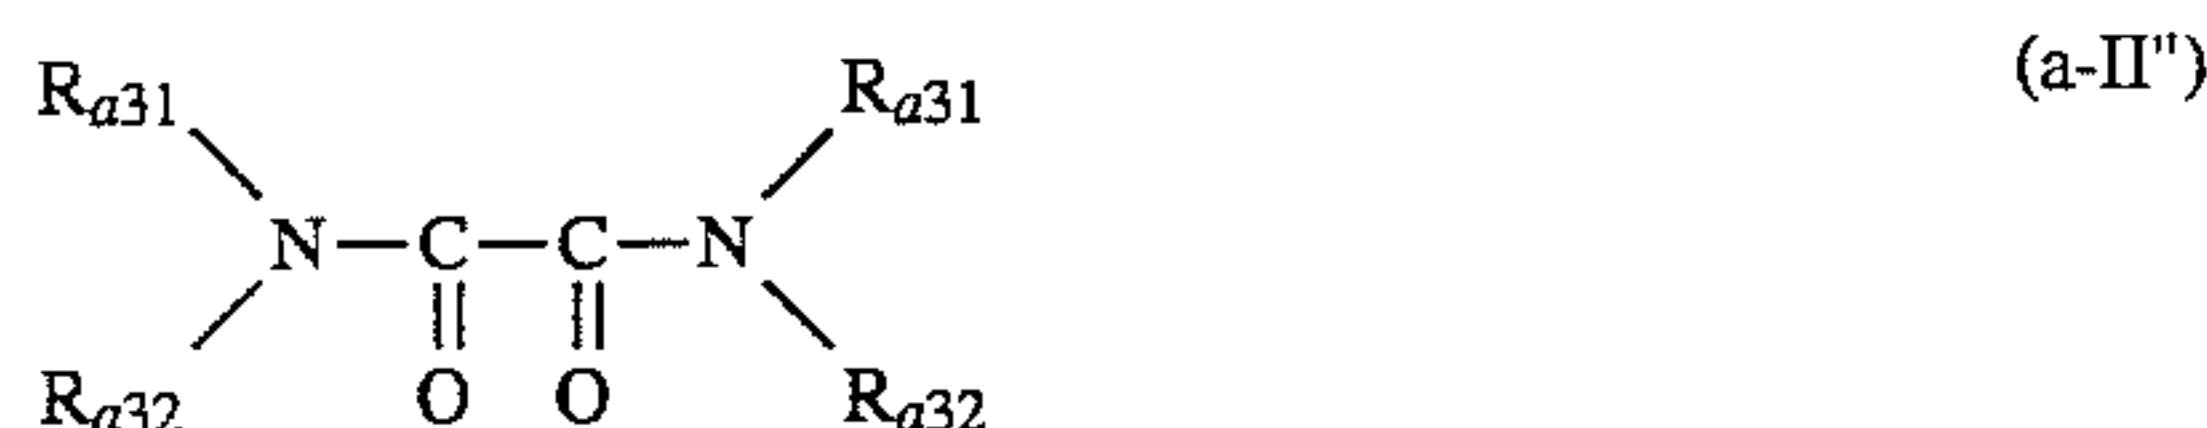 Ra31 Ra31 (a-II")
N—C—C—N
Ra32 O O Ra32